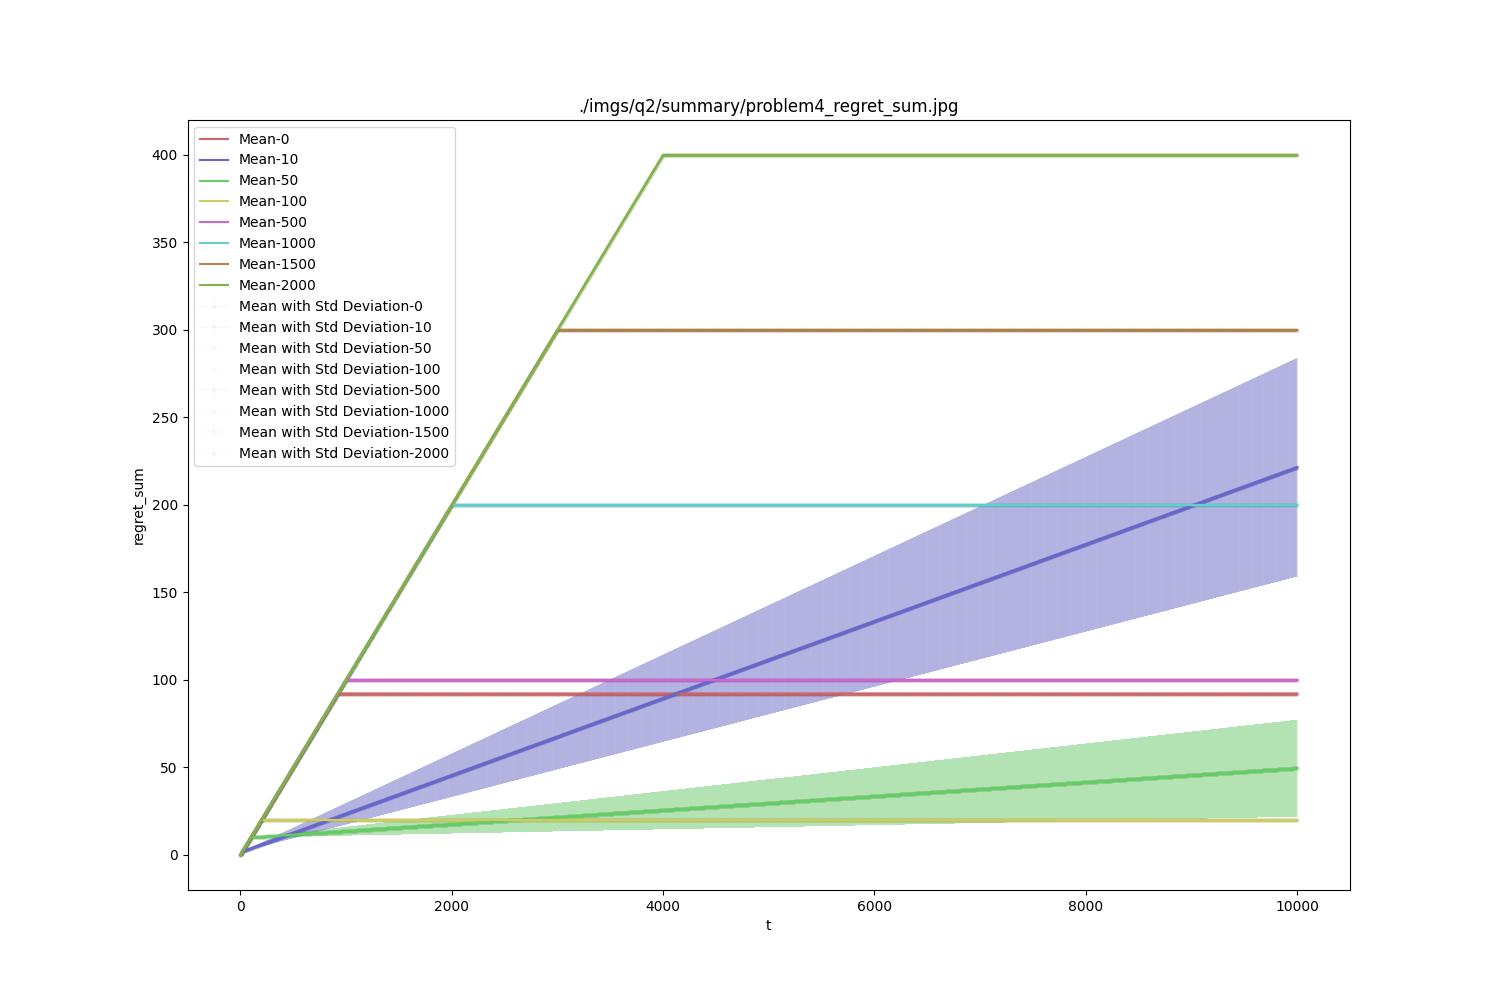 ./imgs/q2/summary/problem4_regret_sum.jpg
Mean-0
Mean-10
Mean-50
Mean-100
Mean-500
Mean-1000
Mean-1500
Mean-2000
Mean with Std Deviation-0
Mean with Std Deviation-10
Mean with Std Deviation-50
Mean with Std Deviation-100
Mean with Std Deviation-500
Mean with Std Deviation-1000
Mean with Std Deviation-1500
Mean with Std Deviation-2000
regret_sum
400
350
300
250
200
150
100
50
0
0 2000 4000 6000 8000 10000
t